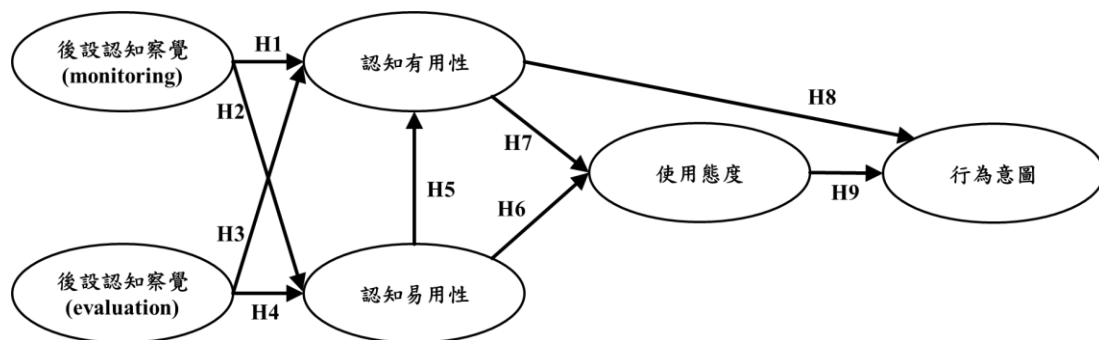 後設認知察覺
(monitoring)
H1
認知有用性
H2
H8
H7
使用態度
H9
行為意圖
H5
H3
H6
後設認知察覺
(evaluation)
H4
認知易用性